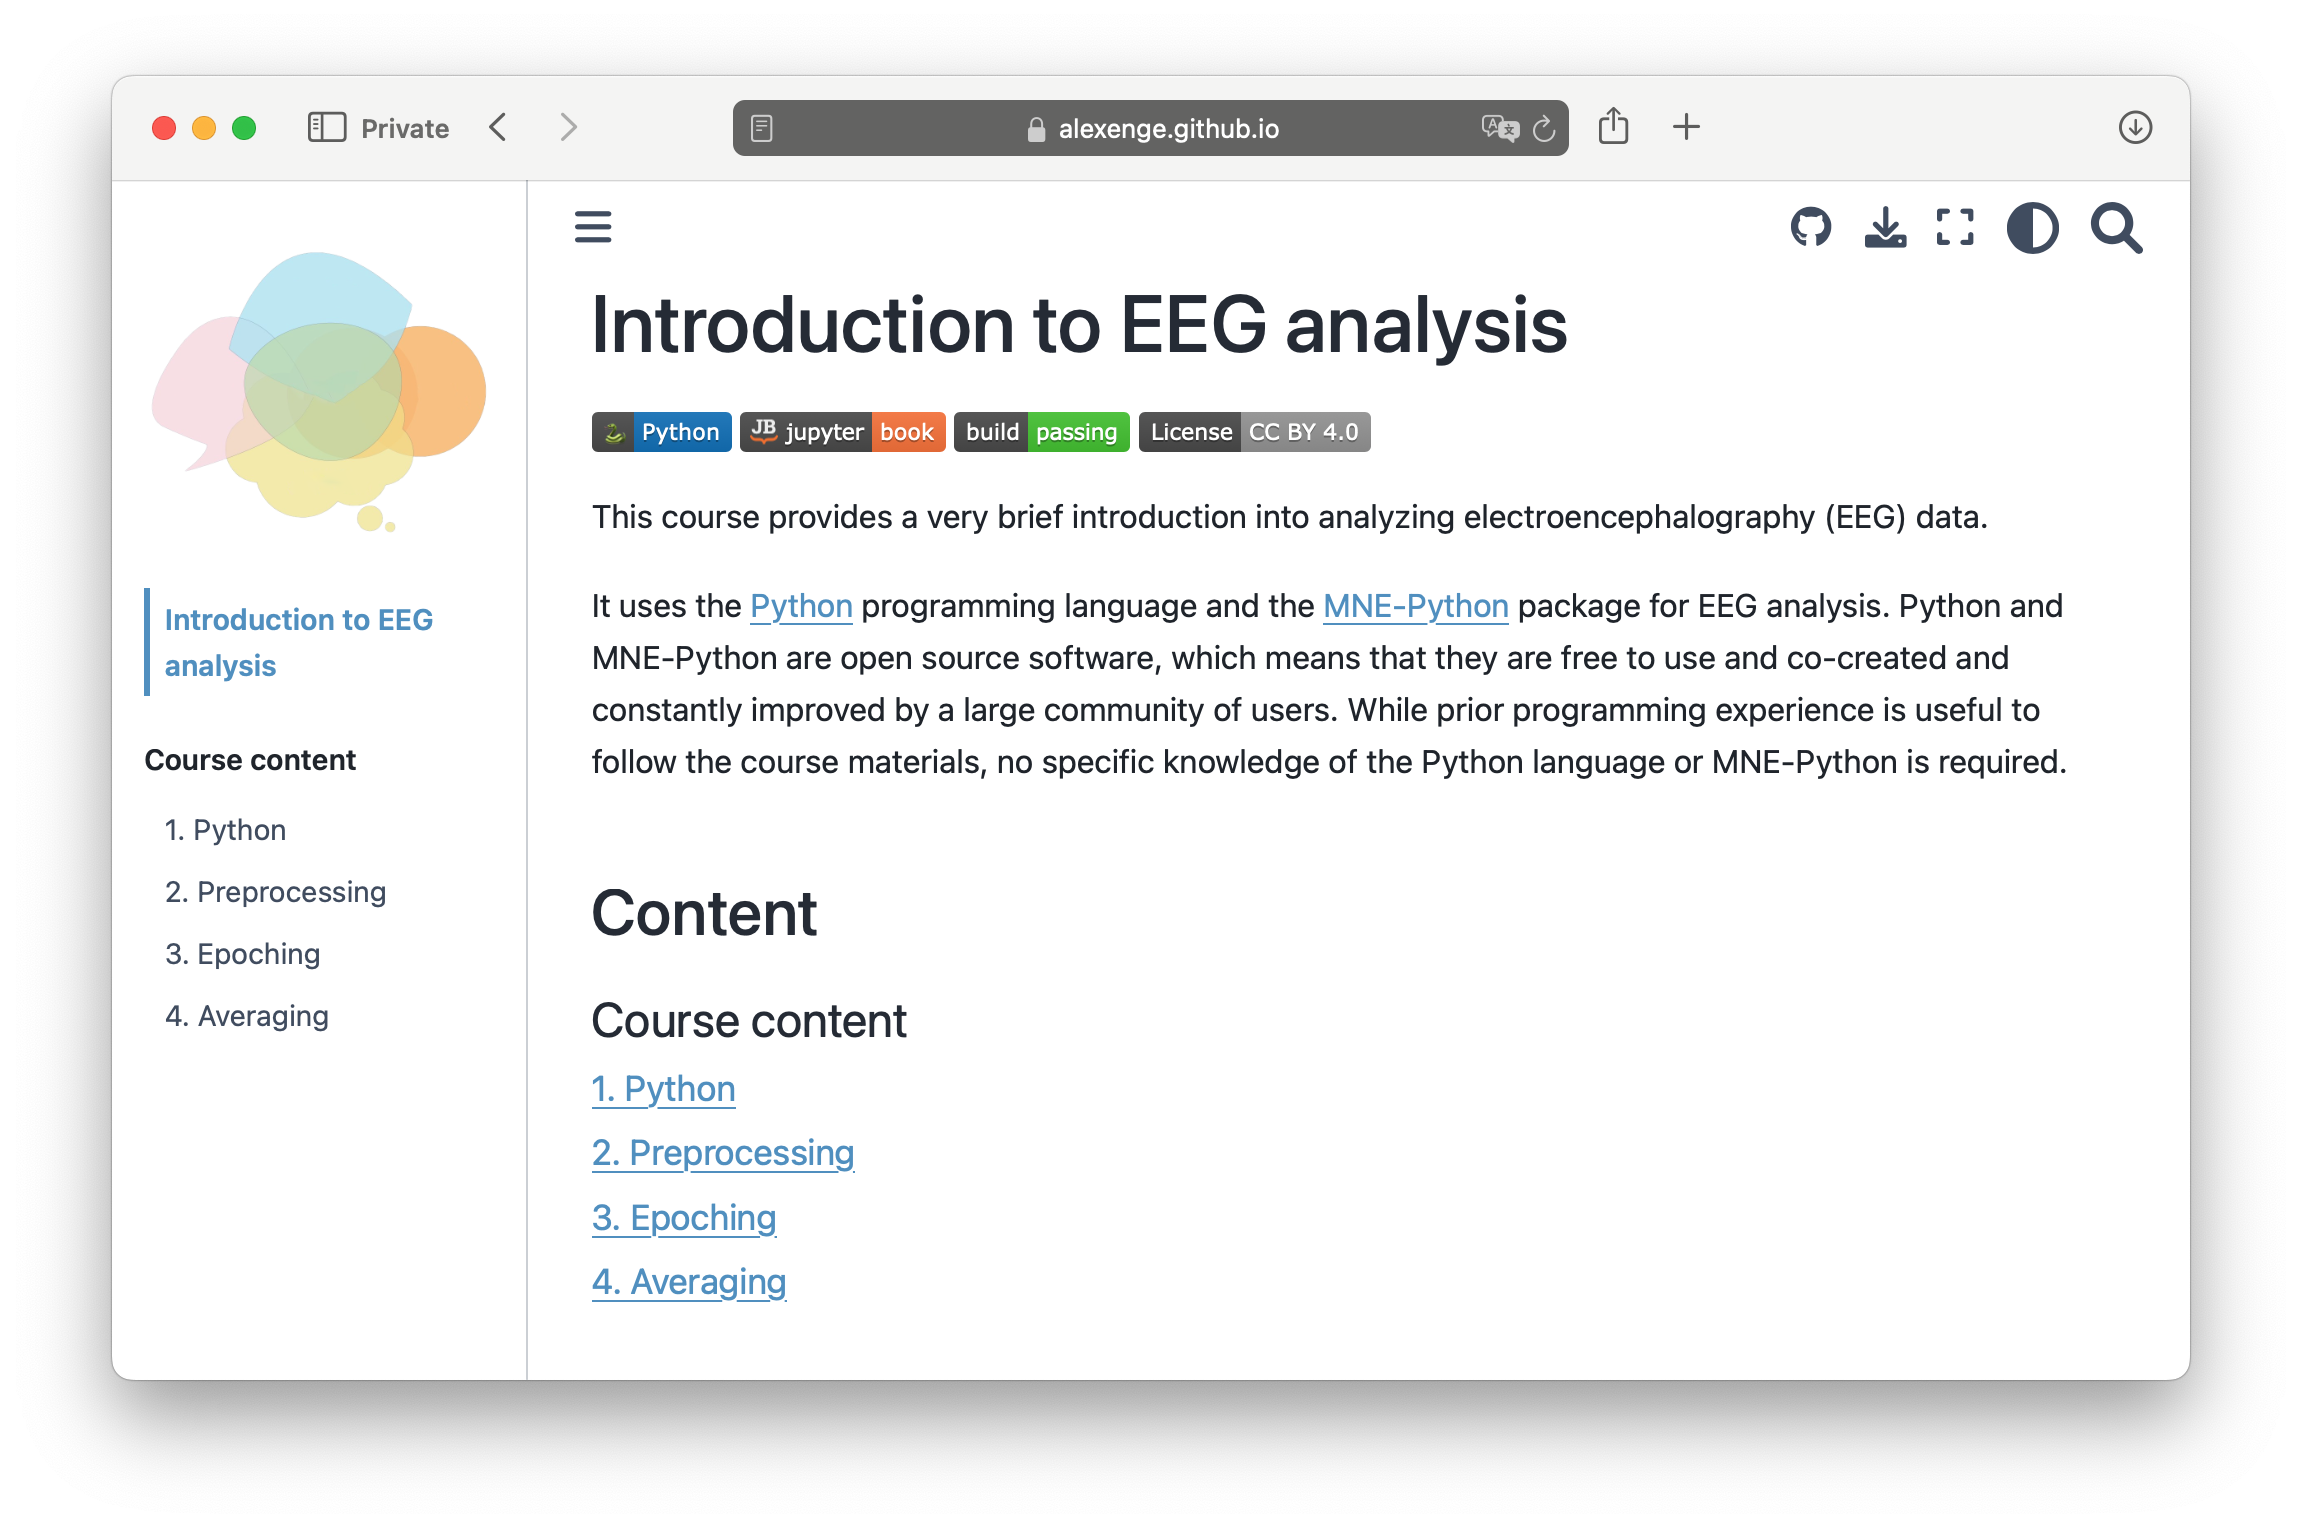 Private
alexenge.github.io
Introduction to EEG
analysis
Course content
1. Python
2. Preprocessing
3. Epoching
4. Averaging
Introduction to EEG analysis
Python JB jupyter book build passing License CC BY 4.0
This course provides a very brief introduction into analyzing electroencephalography (EEG) data.
It uses the Python programming language and the MNE-Python package for EEG analysis. Python and
MNE-Python are open source software, which means that they are free to use and co-created and
constantly improved by a large community of users. While prior programming experience is useful to
follow the course materials, no specific knowledge of the Python language or MNE-Python is required.
Content
Course content
1. Python
2. Preprocessing
3. Epoching
4. Averaging